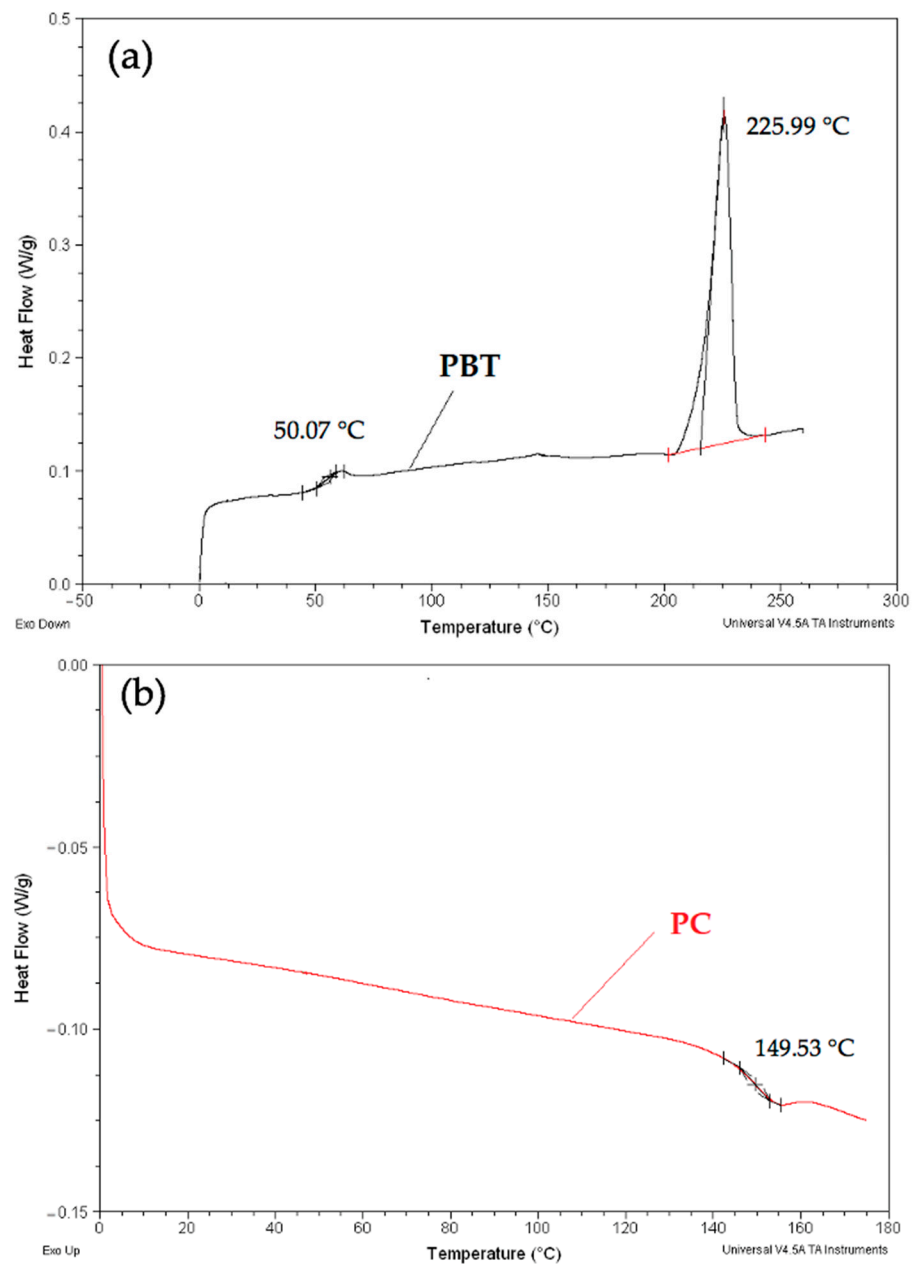 (a)
0.5
0.4
0.3
0.2
0.1
0.0
Heat Flow (W/g)
225.99 °C
PBT
50.07 °C
−50
0
50
100
150
200
250
300
Exo Down
Temperature (°C)
Universal V4.5A TA Instruments
(b)
0.00
−0.05
−0.10
−0.15
Heat Flow (W/g)
PC
149.53 °C
0
20
40
60
80
100
120
140
160
180
Exo Up
Temperature (°C)
Universal V4.5A TA Instruments